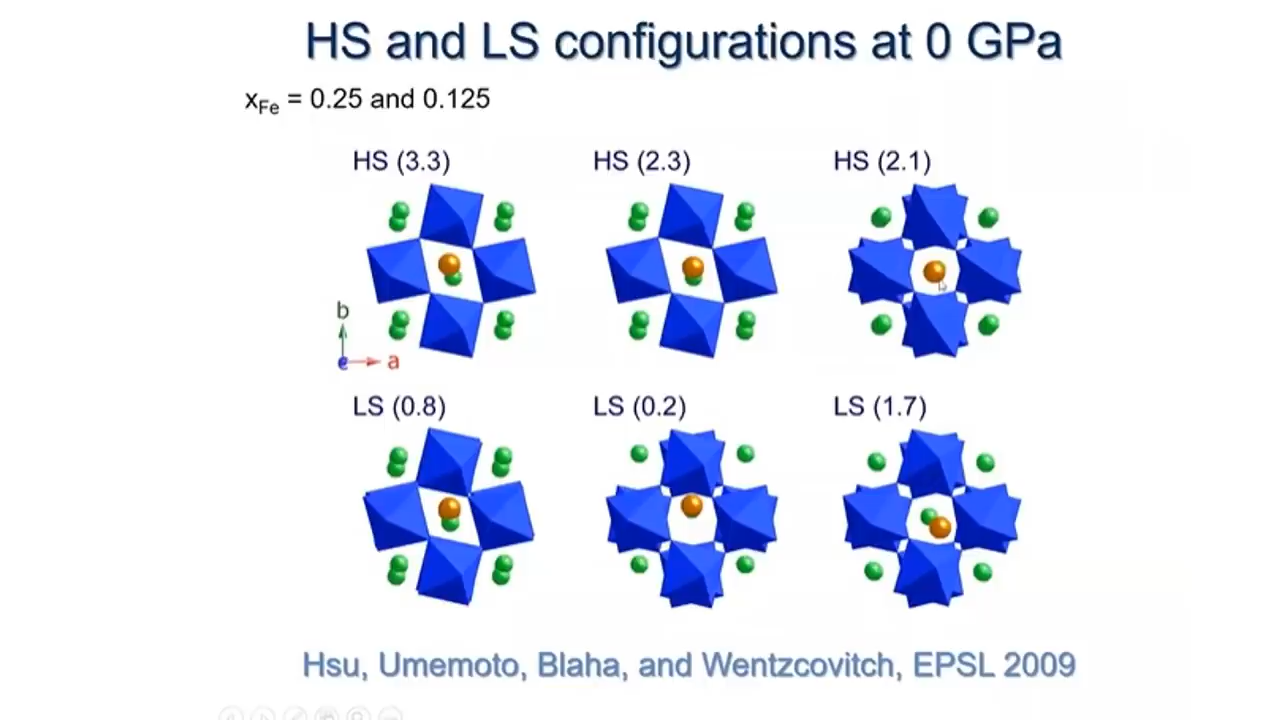 HS and LS configurations at 0 GPa
x_Fe = 0.25 and 0.125
HS (3.3) HS (2.3) HS (2.1)
b
c a
LS (0.8) LS (0.2) LS (1.7)
Hsu, Umemoto, Blaha, and Wentzcovitch, EPSL 2009